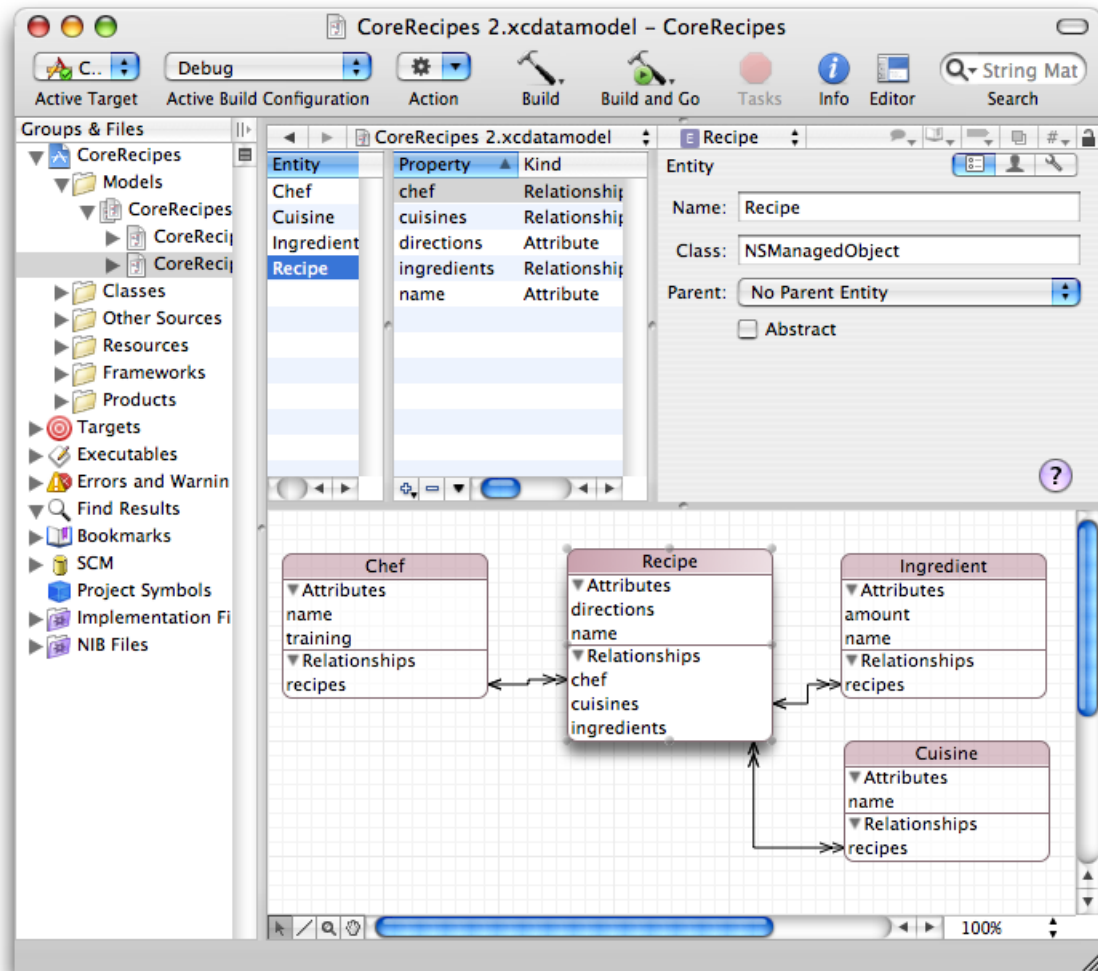 CoreRecipes 2.xcdatamodel – CoreRecipes
C..
Debug
String Mat
Active Target
Active Build Configuration
Action
Build
Build and Go
Tasks
Info
Editor
Search
Groups & Files
CoreRecipes
Models
CoreRecipes
CoreRecip
CoreRecip
Classes
Other Sources
Resources
Frameworks
Products
Targets
Executables
Errors and Warnin
Find Results
Bookmarks
SCM
Project Symbols
Implementation Fi
NIB Files
CoreRecipes 2.xcdatamodel
E Recipe
#
Entity
Chef
Cuisine
Ingredient
Recipe
Property Kind
chef Relationship
cuisines Relationship
directions Attribute
ingredients Relationship
name Attribute
Entity
Name: Recipe
Class: NSManagedObject
Parent: No Parent Entity
Abstract
?
Chef
Attributes
name
training
Relationships
recipes
Recipe
Attributes
directions
name
Relationships
chef
cuisines
ingredients
Ingredient
Attributes
amount
name
Relationships
recipes
Cuisine
Attributes
name
Relationships
recipes
100%